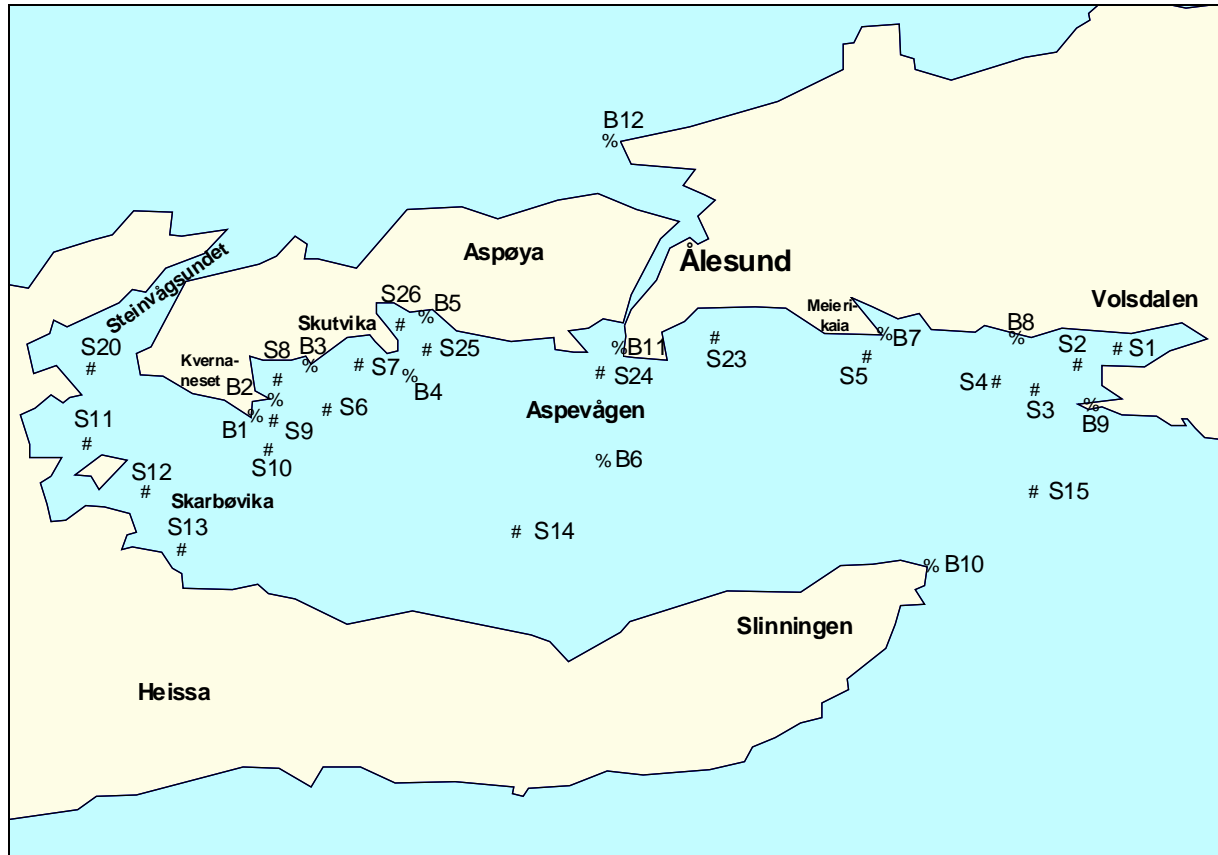 B12
Aspøya
Ålesund
Steinvågsundet
S26
B5
Skutvika
Meieri-
kaia
Volsdalen
S20
S8
B3
S25
B11
S23
B7
B8
S2
S1
Kverna-
neset
B2
S7
B4
S24
S5
S4
S3
B9
S11
B1
S9
S6
Aspevågen
S10
B6
S12
Skarbøvika
S15
S13
S14
B10
Slinningen
Heissa